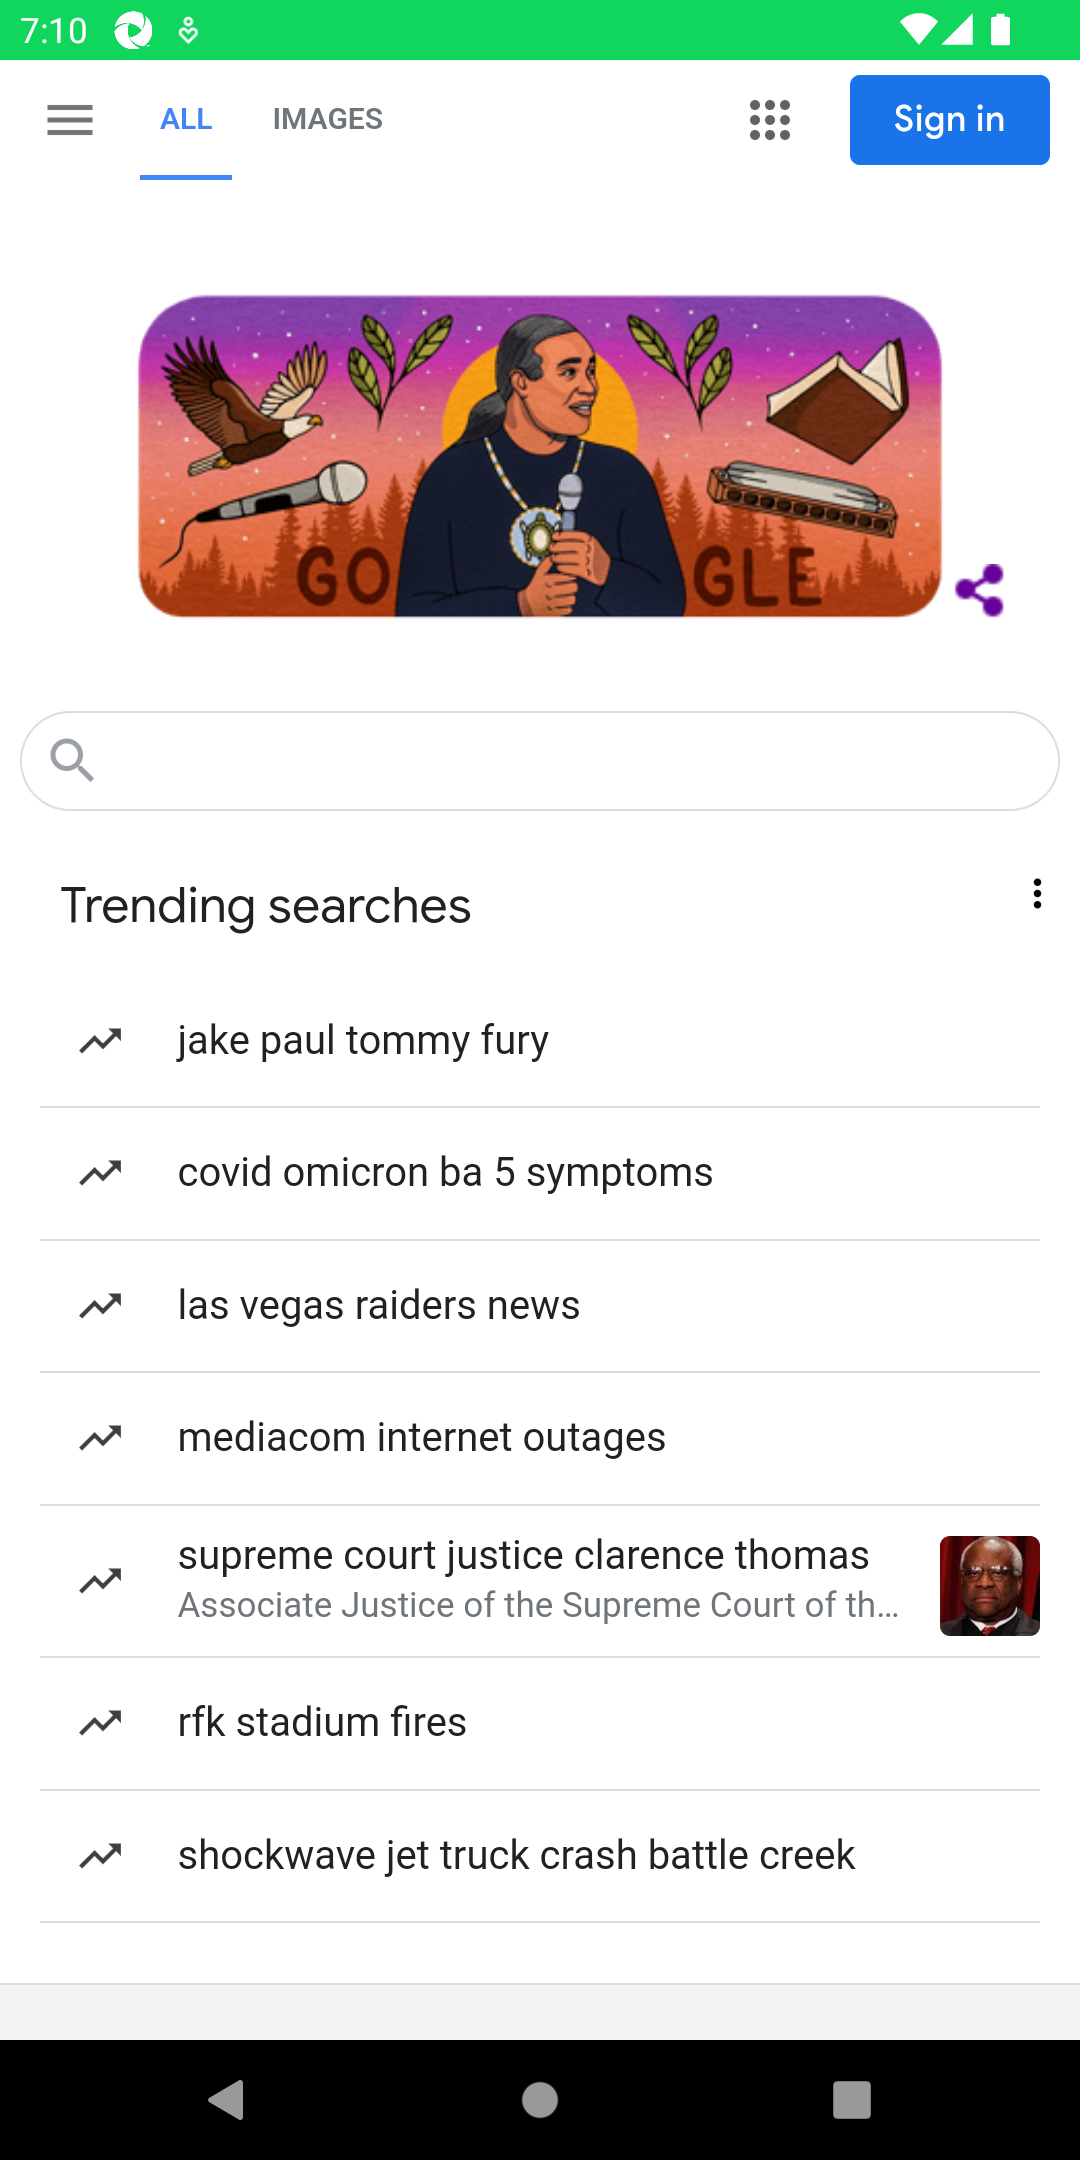 7:10
ALL IMAGES Sign in
GO GLE
Trending searches
jake paul tommy fury
covid omicron ba 5 symptoms
las vegas raiders news
mediacom internet outages
supreme court justice clarence thomas
Associate Justice of the Supreme Court of th...
rfk stadium fires
shockwave jet truck crash battle creek